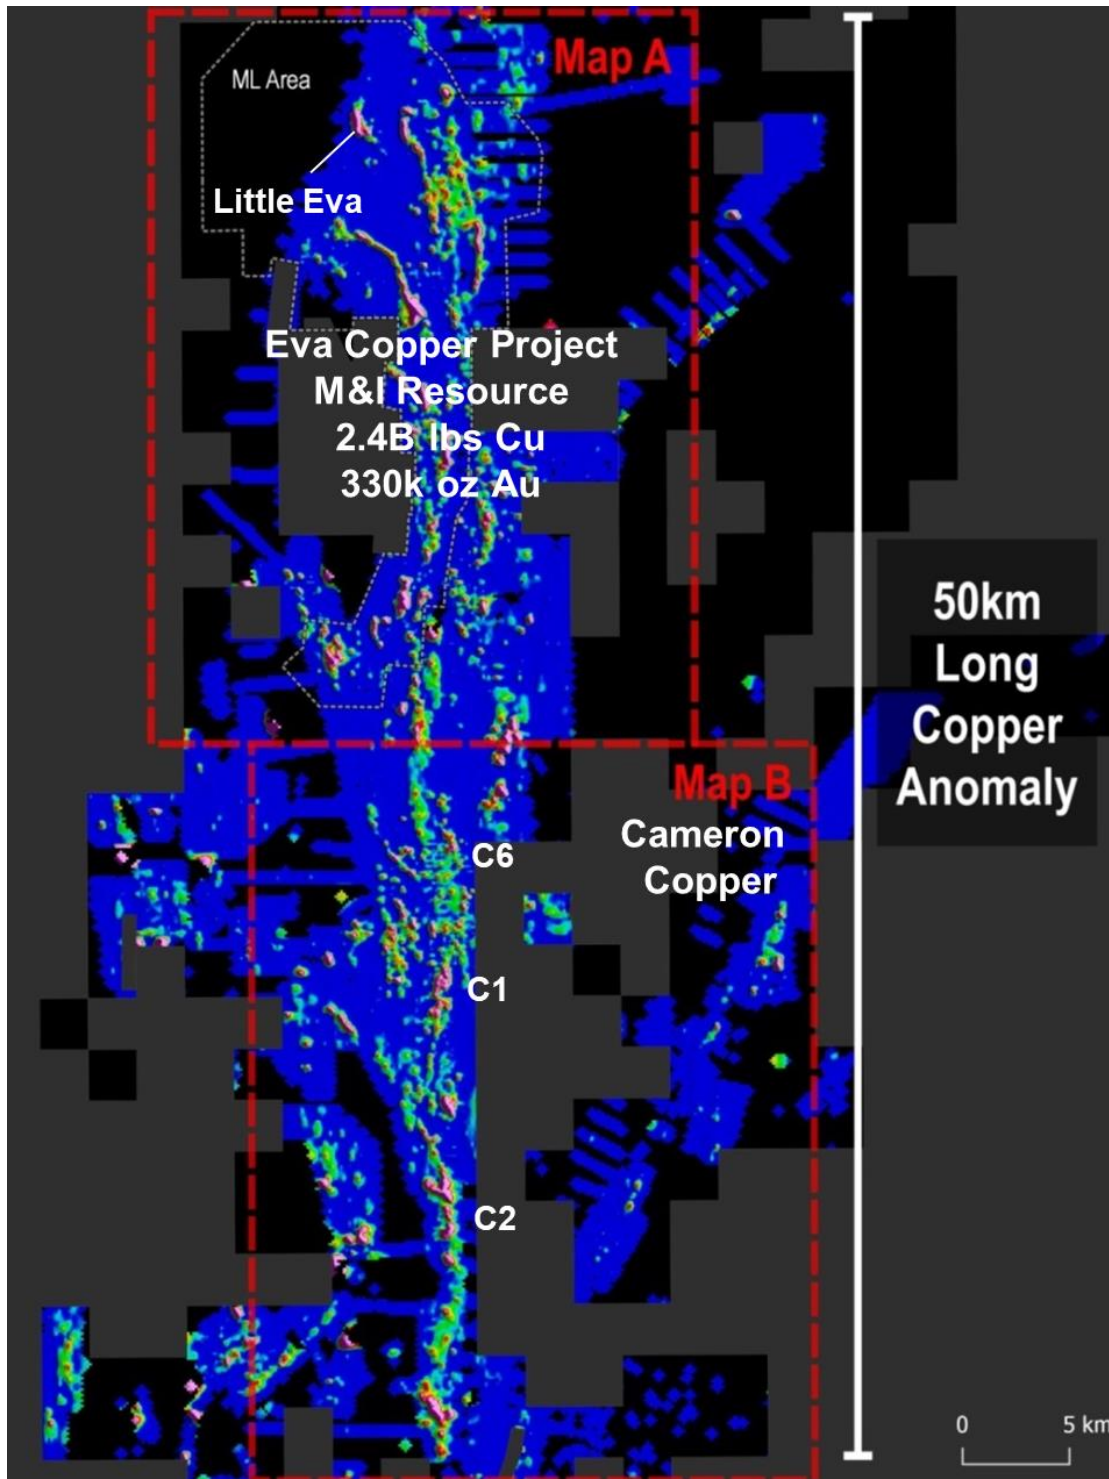 Map A
ML Area
Little Eva
Eva Copper Project
M&I Resource
2.4B lbs Cu
330k oz Au
50km
Long
Copper
Anomaly
Map B
Cameron
Copper
C6
C1
C2
0 5 km